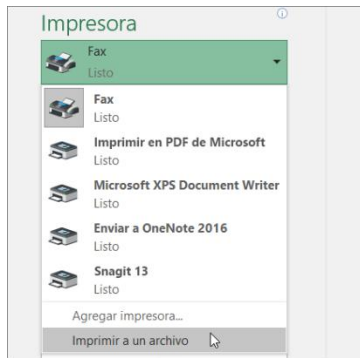 Impresora
Fax
Listo
Fax
Listo
Imprimir en PDF de Microsoft
Listo
Microsoft XPS Document Writer
Listo
Enviar a OneNote 2016
Listo
Snagit 13
Listo
Agregar impresora...
Imprimir a un archivo